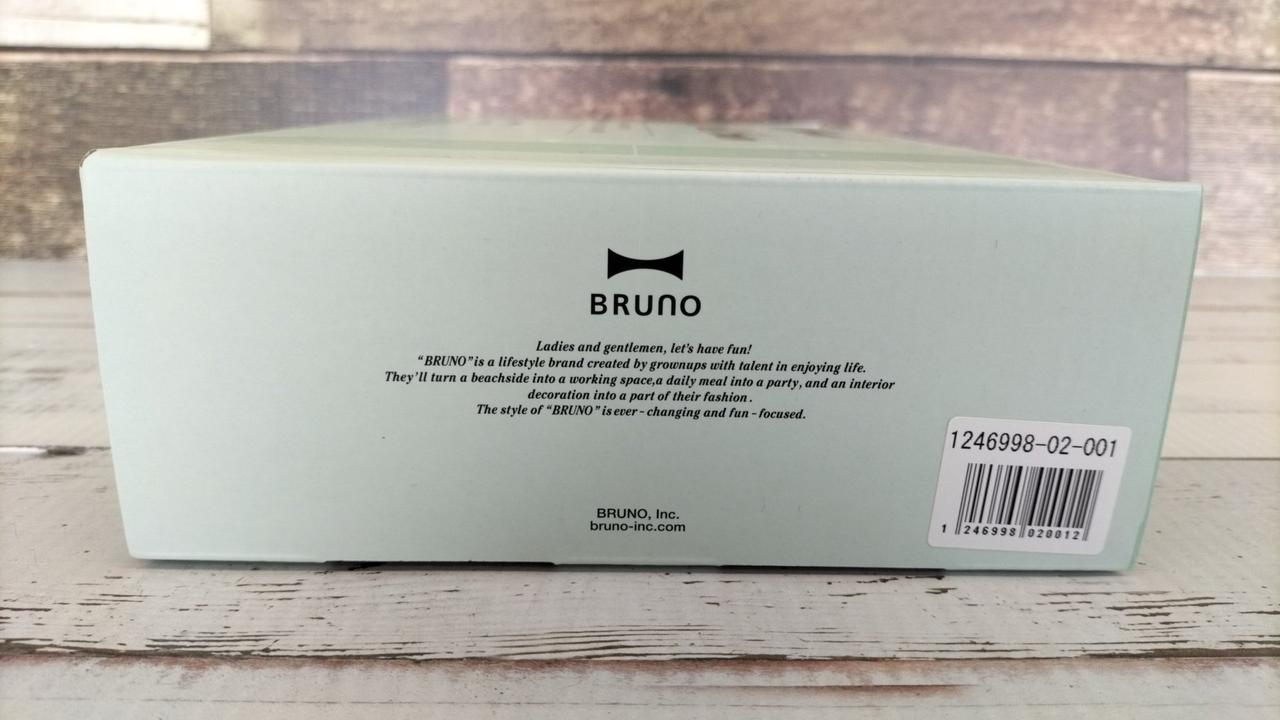 BRUNO
Ladies and gentlemen, let's have fun!
"BRUNO" is a lifestyle brand created by grownups with talent in enjoying life.
They'll turn a beachside into a working space,a daily meal into a party, and an interior
decoration into a part of their fashion.
The style of "BRUNO" is ever-changing and fun-focused.
BRUNO, Inc.
bruno-inc.com
1246998-02-001
1 246998 020012